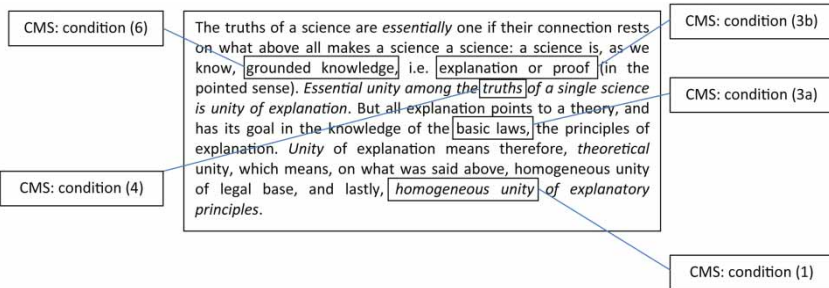 CMS: condition (6)
CMS: condition (3b)
The truths of a science are essentially one if their connection rests
on what above all makes a science a science: a science is, as we
know, grounded knowledge, i.e. explanation or proof (in the
pointed sense). Essential unity among the truths of a single science
is unity of explanation. But all explanation points to a theory, and
has its goal in the knowledge of the basic laws, the principles of
explanation. Unity of explanation means therefore, theoretical
unity, which means, on what was said above, homogeneous unity
of legal base, and lastly, homogeneous unity of explanatory
principles.
CMS: condition (3a)
CMS: condition (4)
CMS: condition (1)